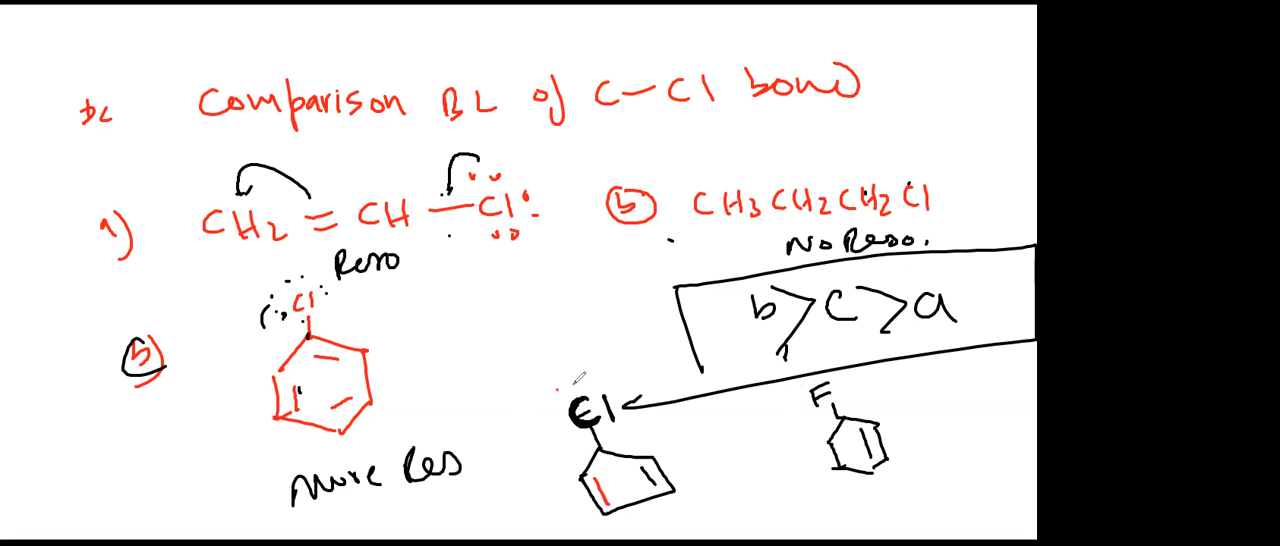 Comparison BL of C-Cl bond
a) CH2=CH-Cl: b) CH3CH2CH2Cl
Reso
No Reso.
Cl
b>C>a
b)
F
Cl
More Res